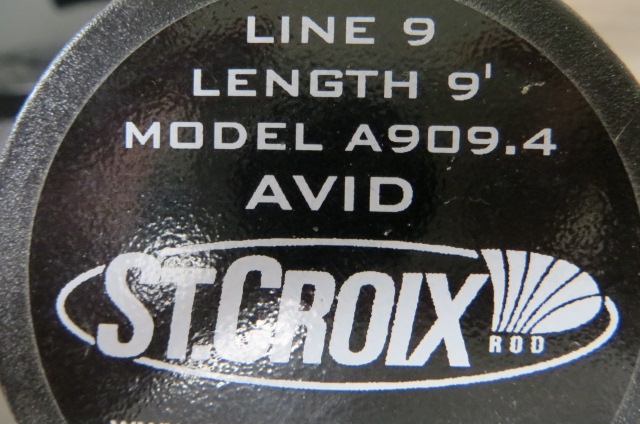 LINE 9
LENGTH 9'
MODEL A909.4
AVID
ST.CROIX
ROD